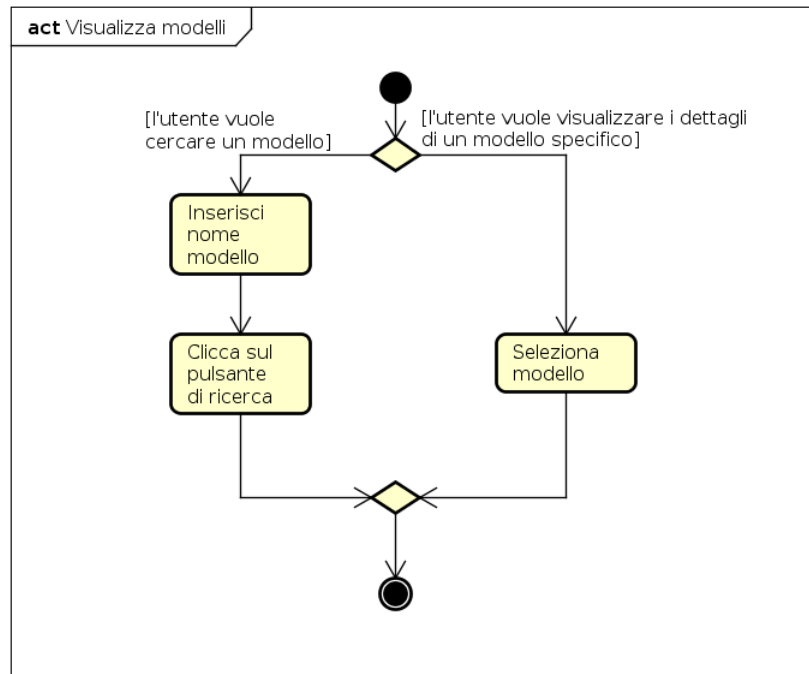 act Visualizza modelli
[l'utente vuole
cercare un modello]
[l'utente vuole visualizzare i dettagli
di un modello specifico]
Inserisci
nome
modello
Clicca sul
pulsante
di ricerca
Seleziona
modello